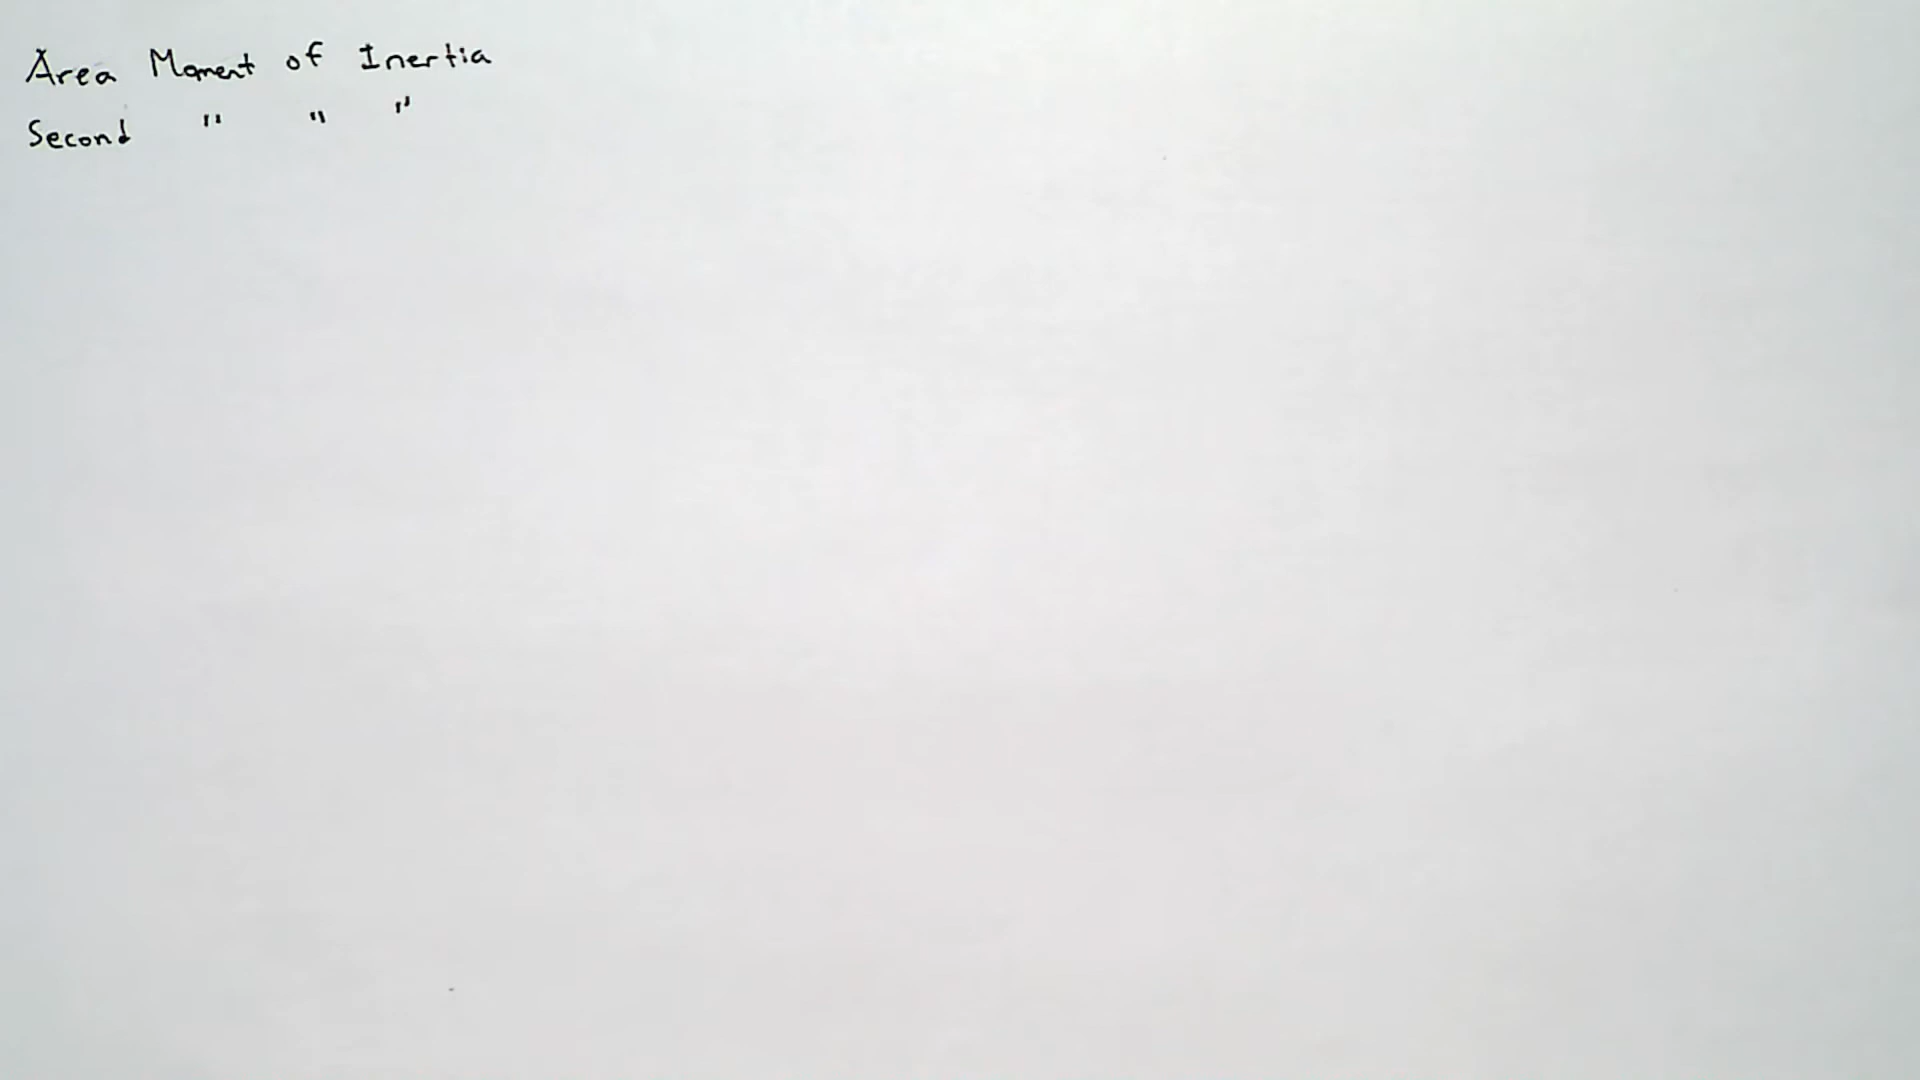 Area Moment of Inertia
Second " " "